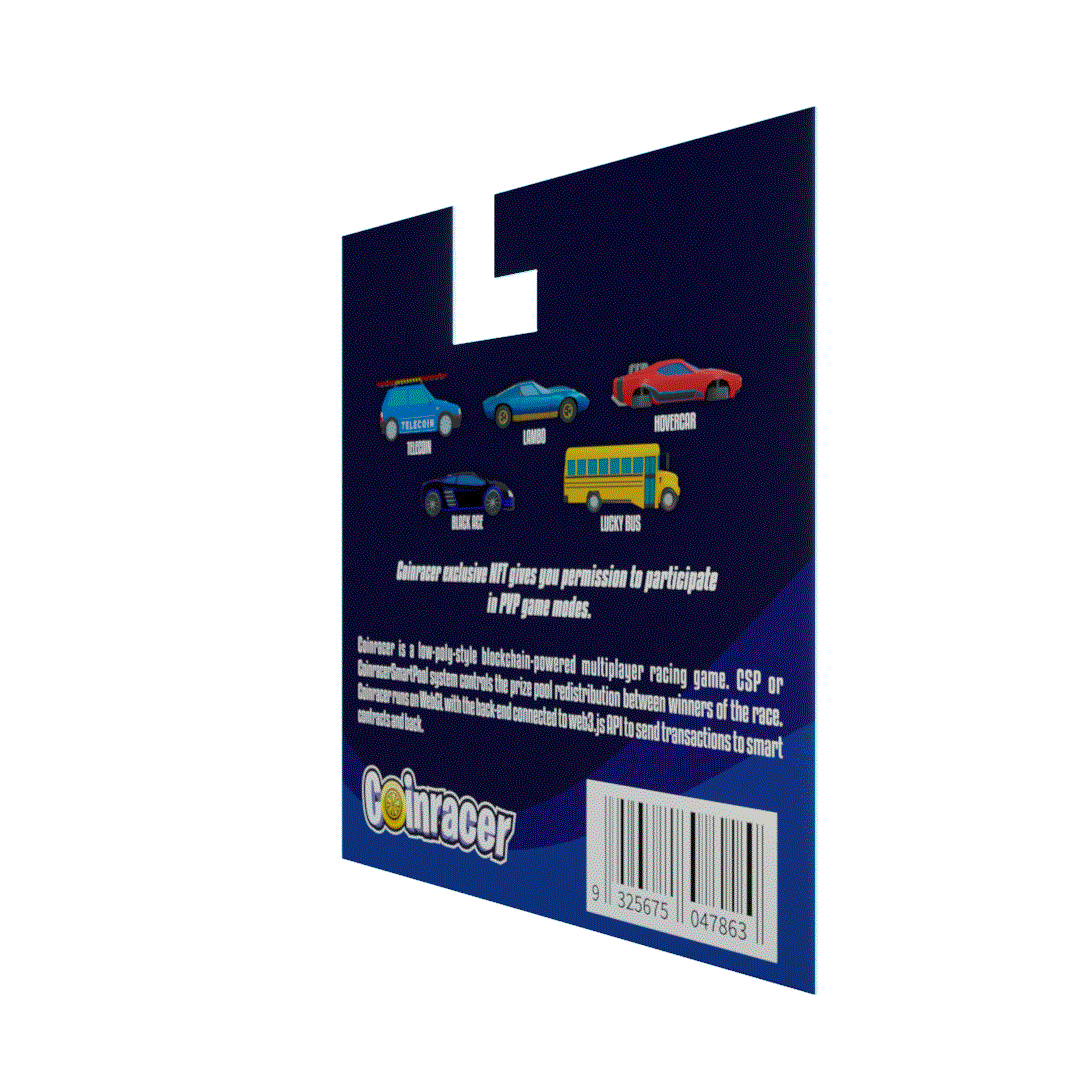 TELECOIN
TELECOIN
LAMBO
HOVERCAR
BLACK ACE
LUCKY BUS
Coinracer exclusive NFT gives you permission to participate
in PVP game modes.
Coinracer is a low-poly-style blockchain-powered multiplayer racing game. CSP or
CoinracerSmartPool system controls the prize pool redistribution between winners of the race.
Coinracer runs on WebGL with the back-end connected to web3.js API to send transactions to smart
contracts and back.
Coinracer
9 325675 047863